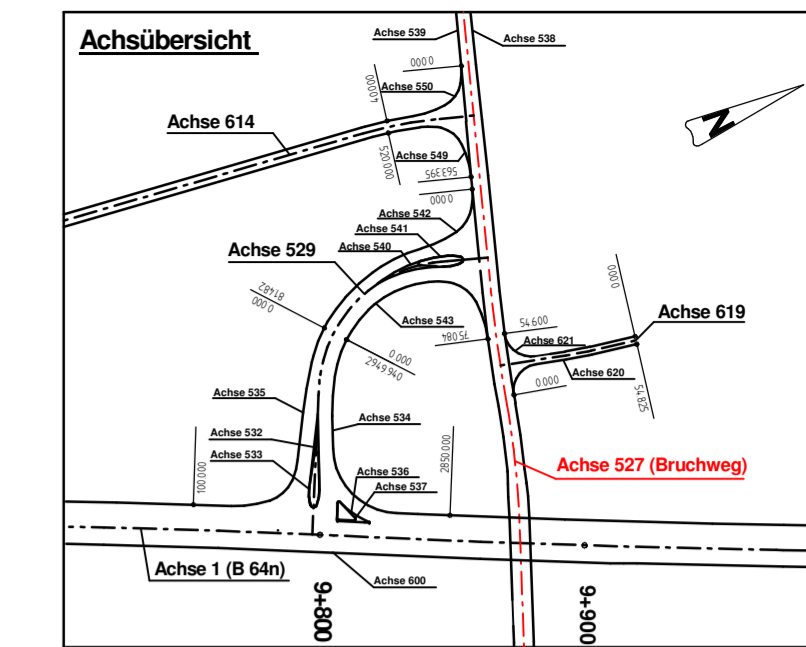 Achsübersicht
Achse 539
Achse 538
0.000
Achse 550
40.000
Achse 614
N
520.000
Achse 549
563.395
0.000
Achse 542
Achse 541
Achse 540
Achse 529
81.482
0.000
Achse 543
0.000
2949.940
75.084
54.900
0.000
Achse 619
Achse 621
Achse 620
0.000
54.825
Achse 535
Achse 534
Achse 532
Achse 533
100.000
2850.000
Achse 536
Achse 537
Achse 527 (Bruchweg)
Achse 1 (B 64n)
Achse 600
9+800
9+900